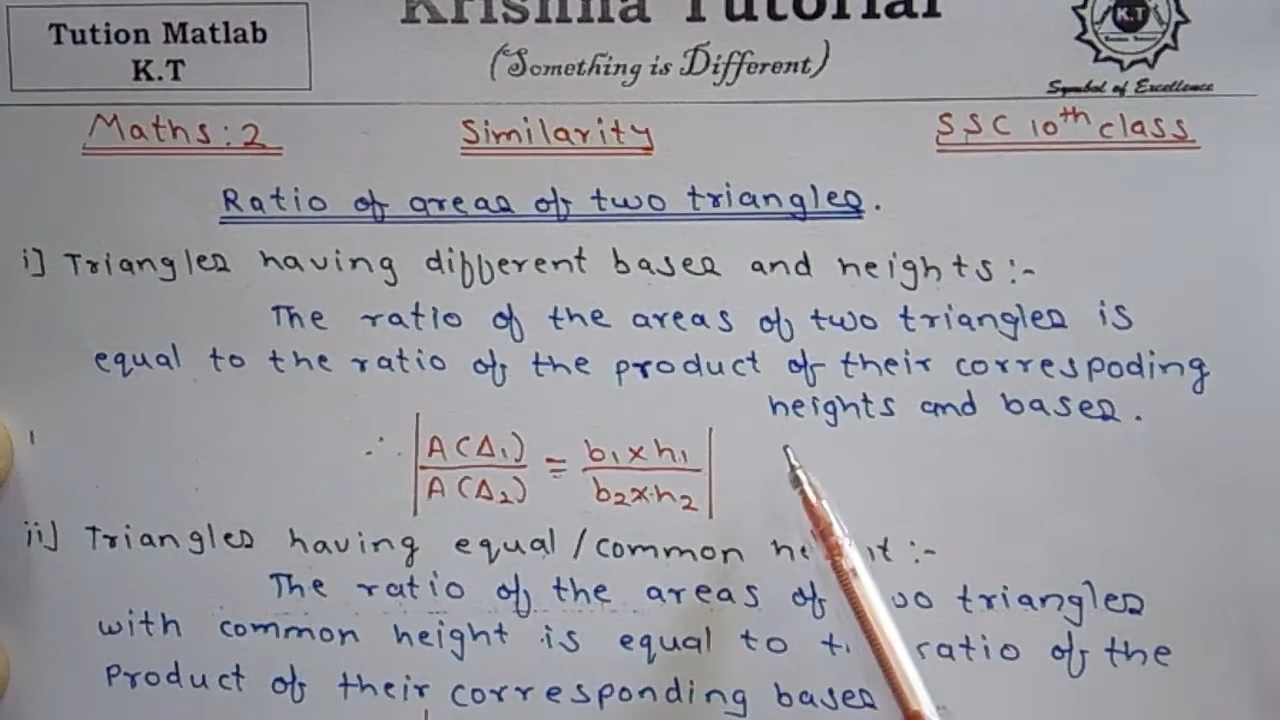 Tution Matlab
K.T
Krishna Tutorial
(Something is Different)
K.T
Symbol of Excellence
Maths:2 Similarity SSC 10th class
Ratio of areas of two triangles.
i] Triangles having different bases and heights:-
The ratio of the areas of two triangles is
equal to the ratio of the product of their correspoding
heights and bases.
∴ A(Δ₁)/A(Δ₂) = b₁×h₁/b₂×h₂
ii] Triangles having equal/common :-
The ratio of the areas of triangles
with common height is equal to ratio of the
product of their corresponding bases